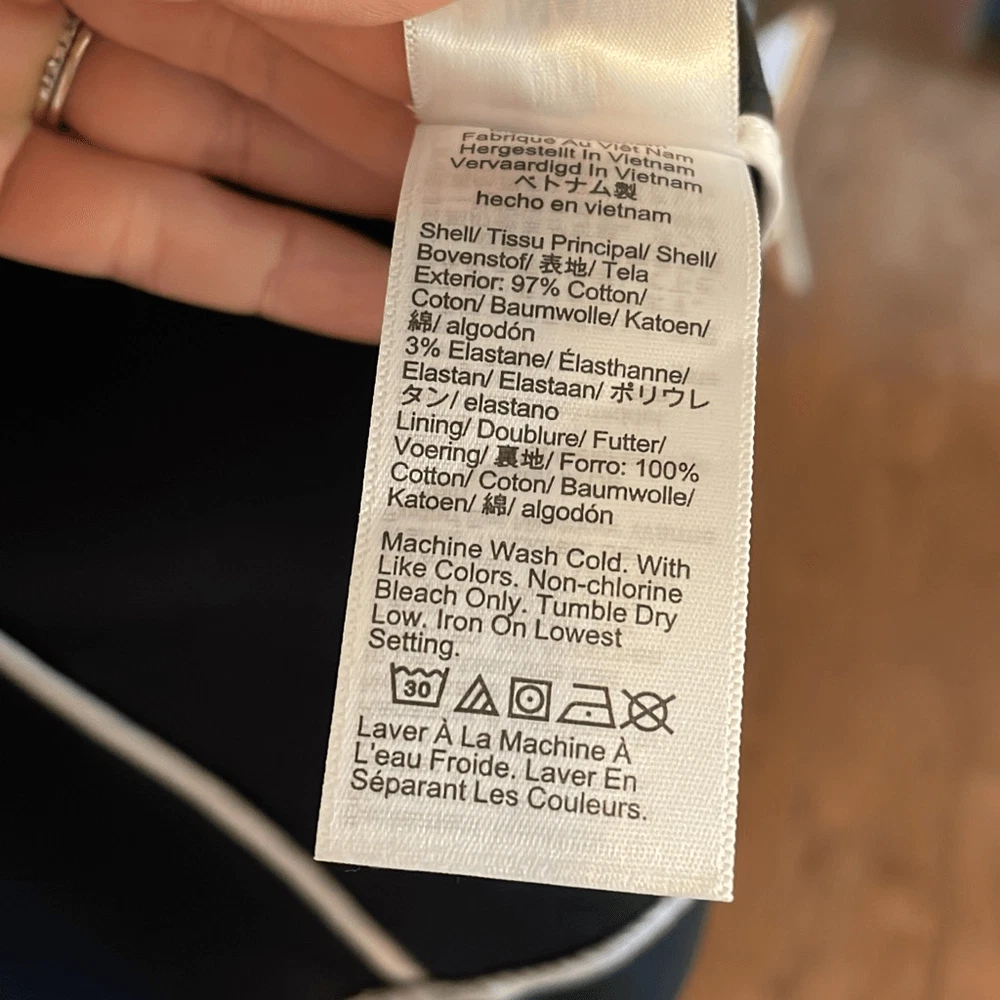 Fabrique Au Viêt Nam
Hergestellt In Vietnam
Vervaardigd In Vietnam
ベトナム製
hecho en vietnam
Shell/ Tissu Principal/ Shell/
Bovenstof/ 表地/ Tela
Exterior: 97% Cotton/
Coton/ Baumwolle/ Katoen/
綿/ algodón
3% Elastane/ Élasthanne/
Elastan/ Elastaan/ ポリウレ
タン/ elastano
Lining/ Doublure/ Futter/
Voering/ 裏地/ Forro: 100%
Cotton/ Coton/ Baumwolle/
Katoen/ 綿/ algodón
Machine Wash Cold. With
Like Colors. Non-chlorine
Bleach Only. Tumble Dry
Low. Iron On Lowest
Setting.
30
Laver À La Machine À
L'eau Froide. Laver En
Séparant Les Couleurs.